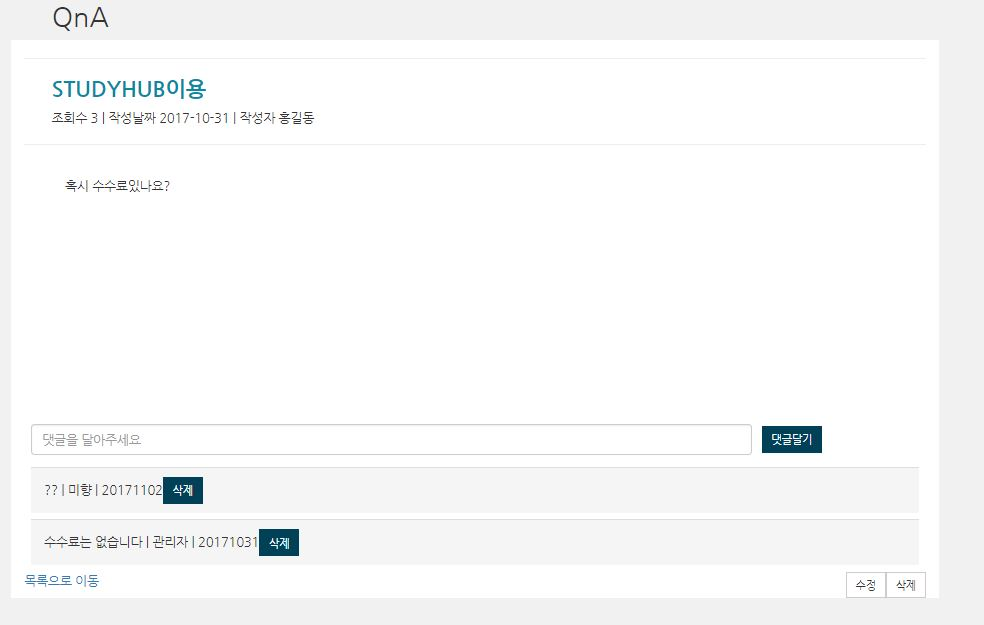 QnA
STUDYHUB이용
조회수 3 | 작성날짜 2017-10-31 | 작성자 홍길동
혹시 수수료있나요?
댓글을 달아주세요 댓글달기
?? | 미향 | 20171102 삭제
수수료는 없습니다 | 관리자 | 20171031 삭제
목록으로 이동 수정 삭제